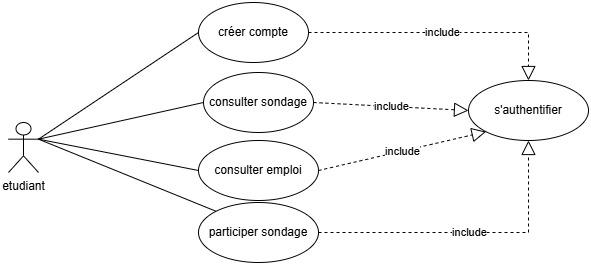 créer compte
include
consulter sondage
include
s'authentifier
consulter emploi
include
etudiant
participer sondage
include